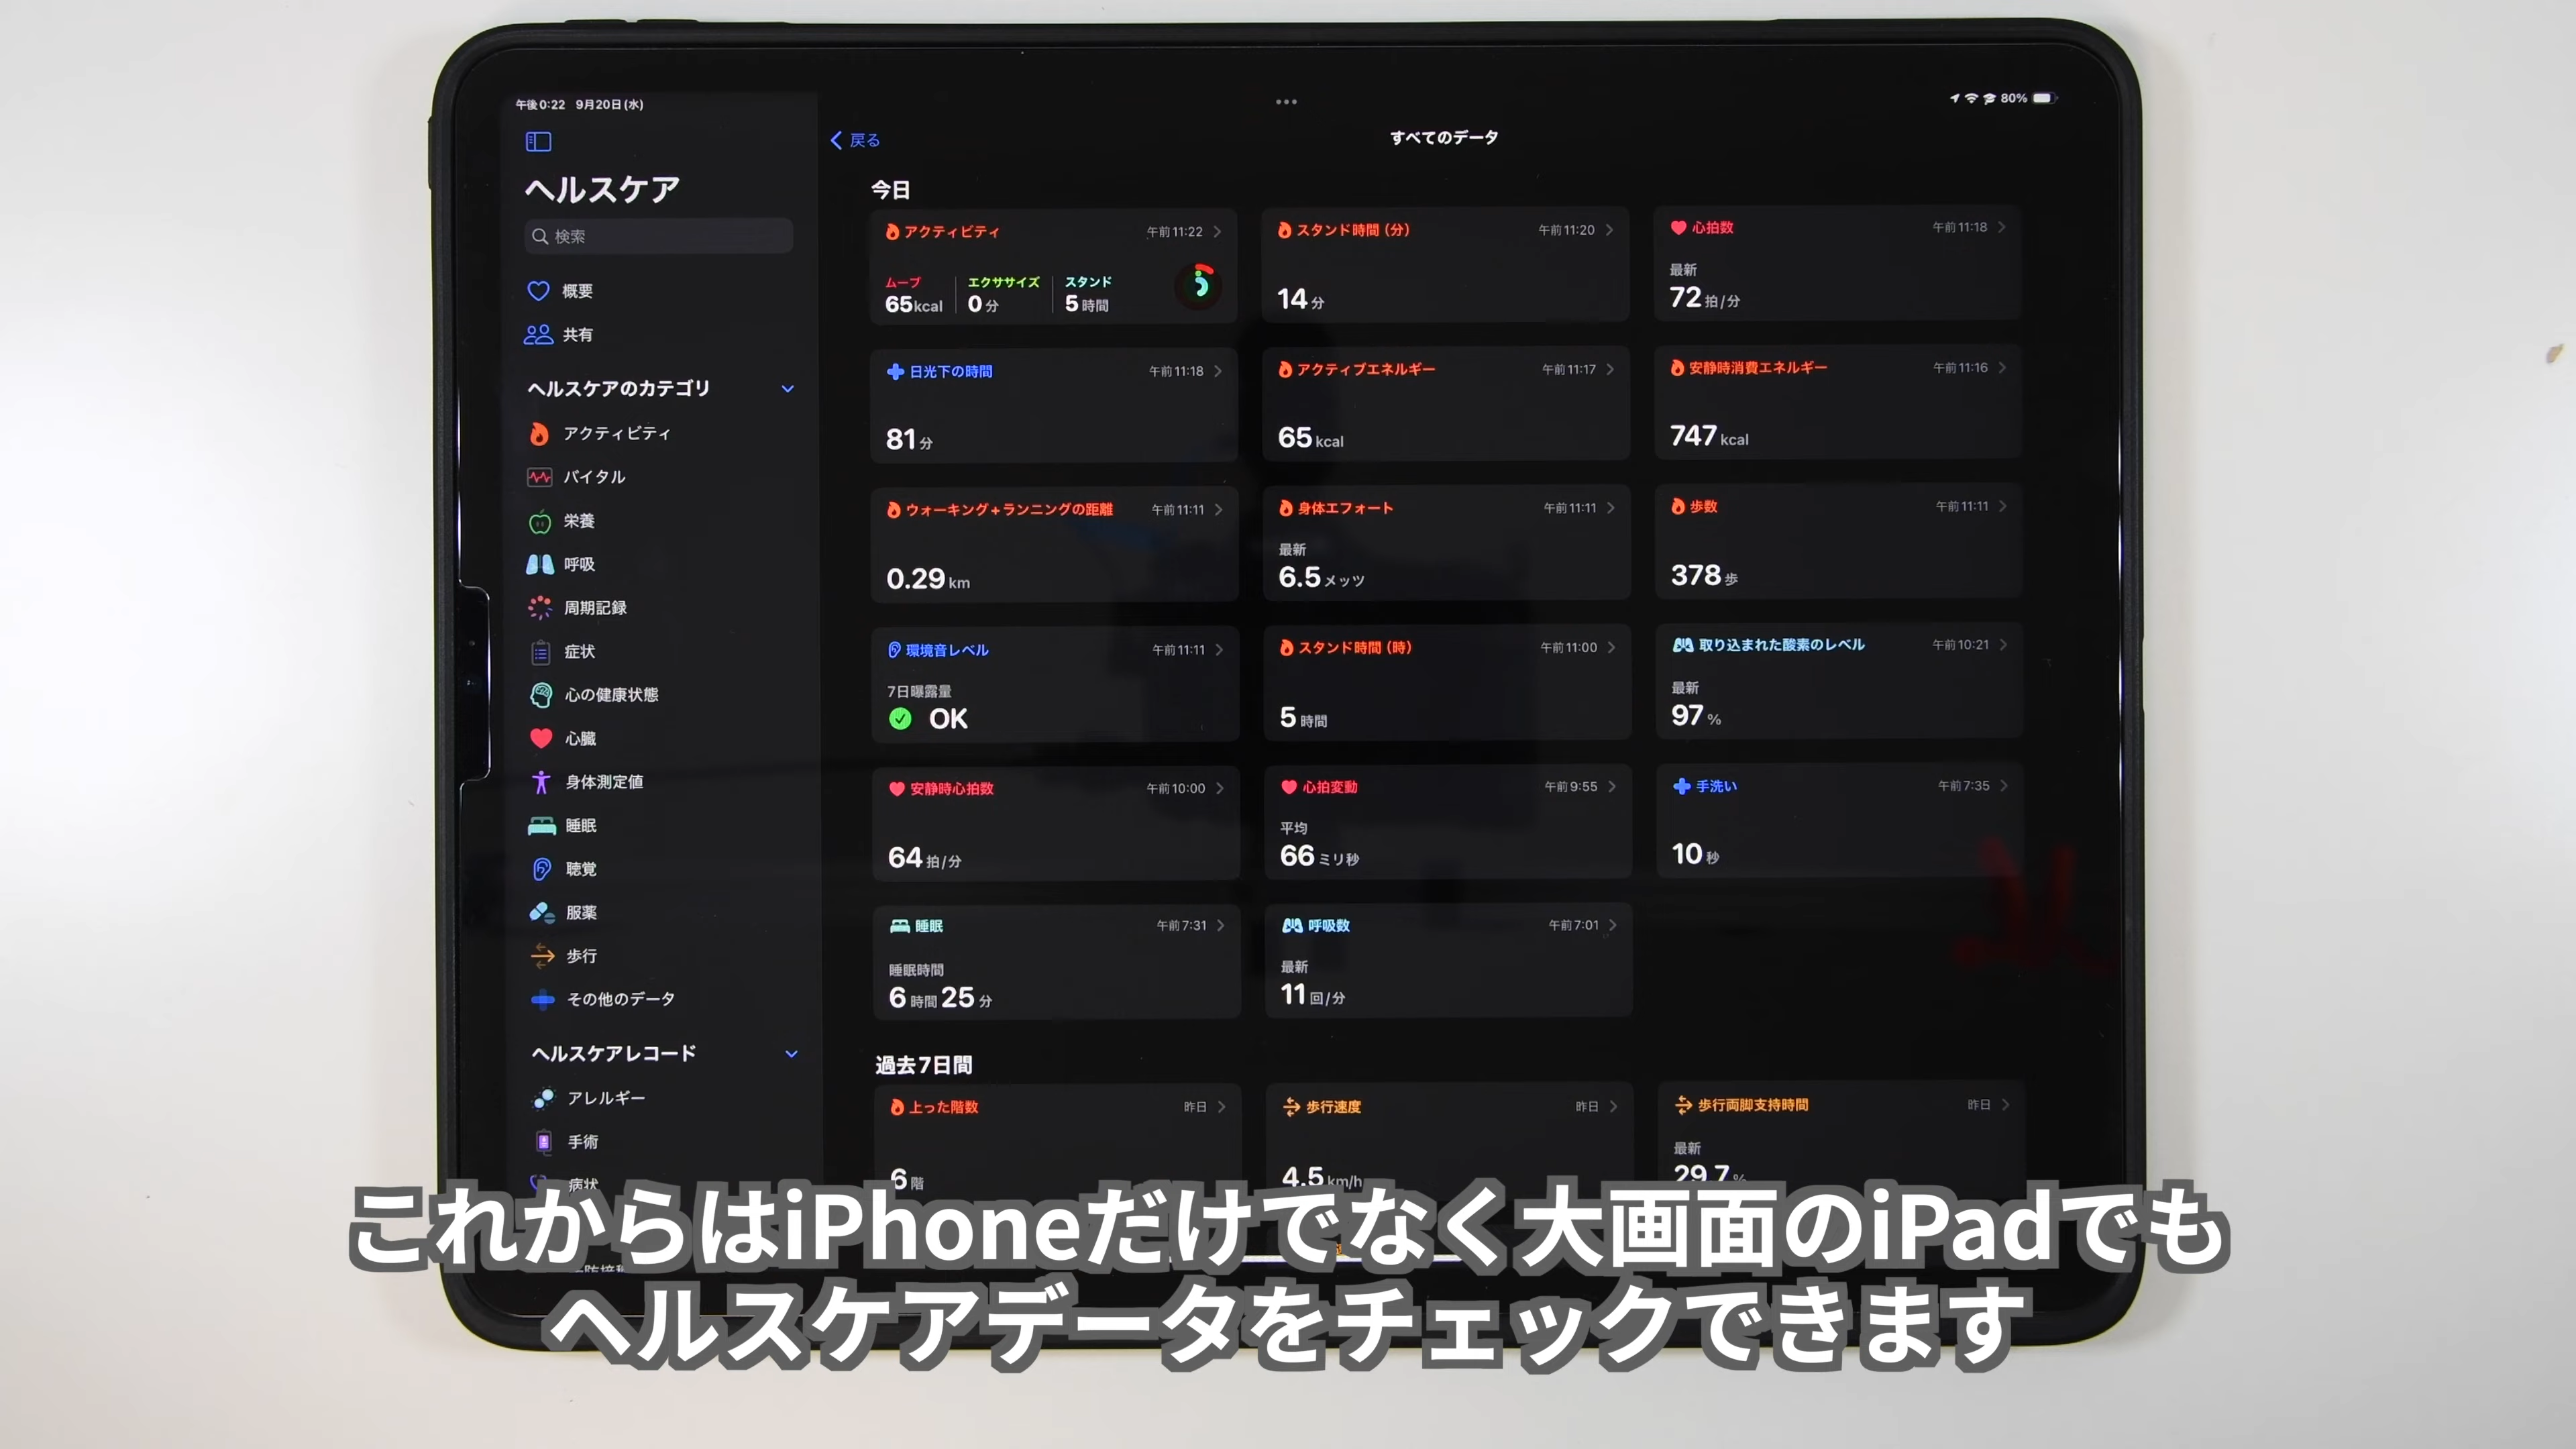 午後0:22 9月20日(水)
80%
ヘルスケア
検索
概要
共有
ヘルスケアのカテゴリ
アクティビティ
バイタル
栄養
呼吸
周期記録
症状
心の健康状態
心臓
身体測定値
睡眠
聴覚
服薬
歩行
その他のデータ
ヘルスケアレコード
アレルギー
手術
病状
戻る
すべてのデータ
今日
アクティビティ 午前11:22
ムーブ エクササイズ スタンド
65kcal 0分 5時間
スタンド時間(分) 午前11:20
14分
心拍数 午前11:18
最新
72拍/分
日光下の時間 午前11:18
81分
アクティブエネルギー 午前11:17
65kcal
安静時消費エネルギー 午前11:16
747kcal
ウォーキング+ランニングの距離 午前11:11
0.29km
身体エフォート 午前11:11
最新
6.5メッツ
歩数 午前11:11
378歩
環境音レベル 午前11:11
7日曝露量
OK
スタンド時間(時) 午前11:00
5時間
取り込まれた酸素のレベル 午前10:21
最新
97%
安静時心拍数 午前10:00
64拍/分
心拍変動 午前9:55
平均
66ミリ秒
手洗い 午前7:35
10秒
睡眠 午前7:31
睡眠時間
6時間25分
呼吸数 午前7:01
最新
11回/分
過去7日間
上った階数 昨日
6階
歩行速度 昨日
4.5km/h
歩行両脚支持時間 昨日
最新
29.7%
これからはiPhoneだけでなく大画面のiPadでも
ヘルスケアデータをチェックできます